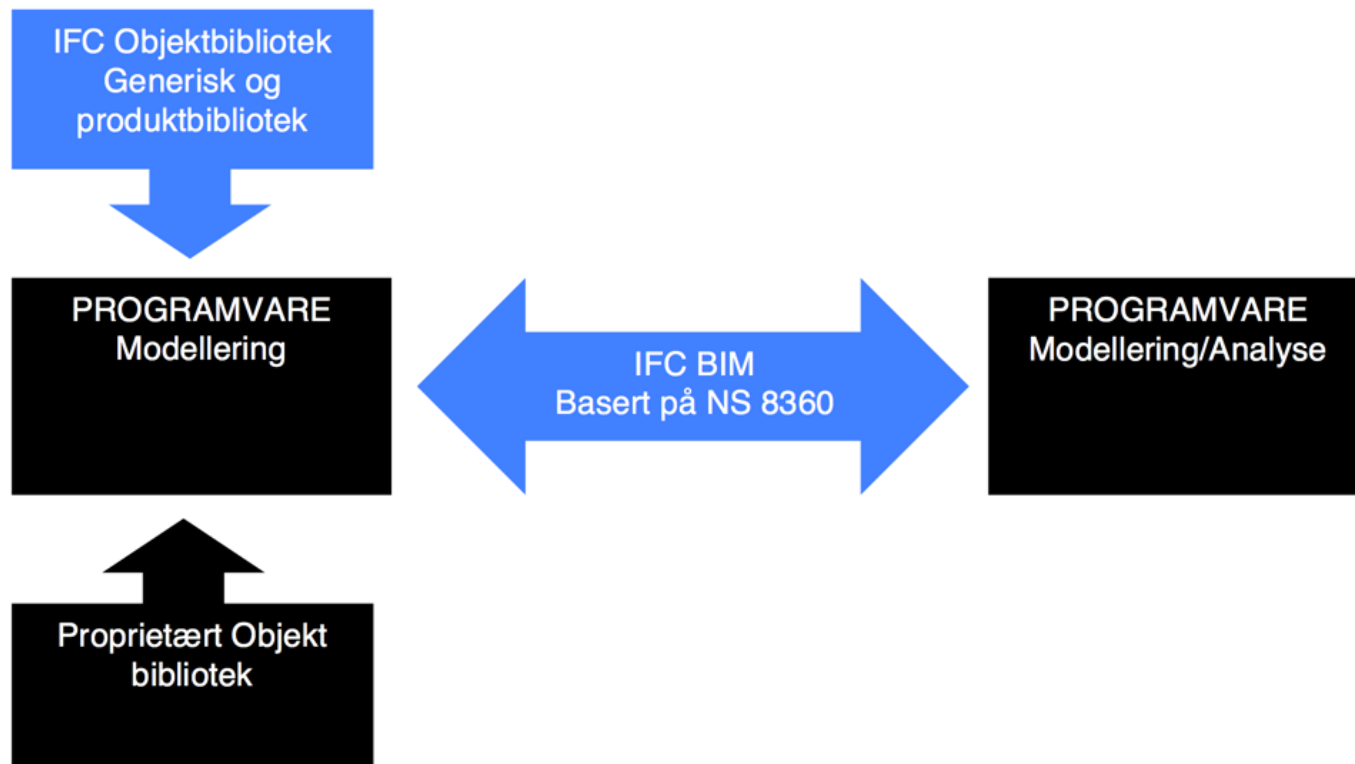 IFC Objektbibliotek
Generisk og
produktbibliotek
PROGRAMVARE
Modellering
IFC BIM
Basert på NS 8360
PROGRAMVARE
Modellering/Analyse
Proprietært Objekt
bibliotek